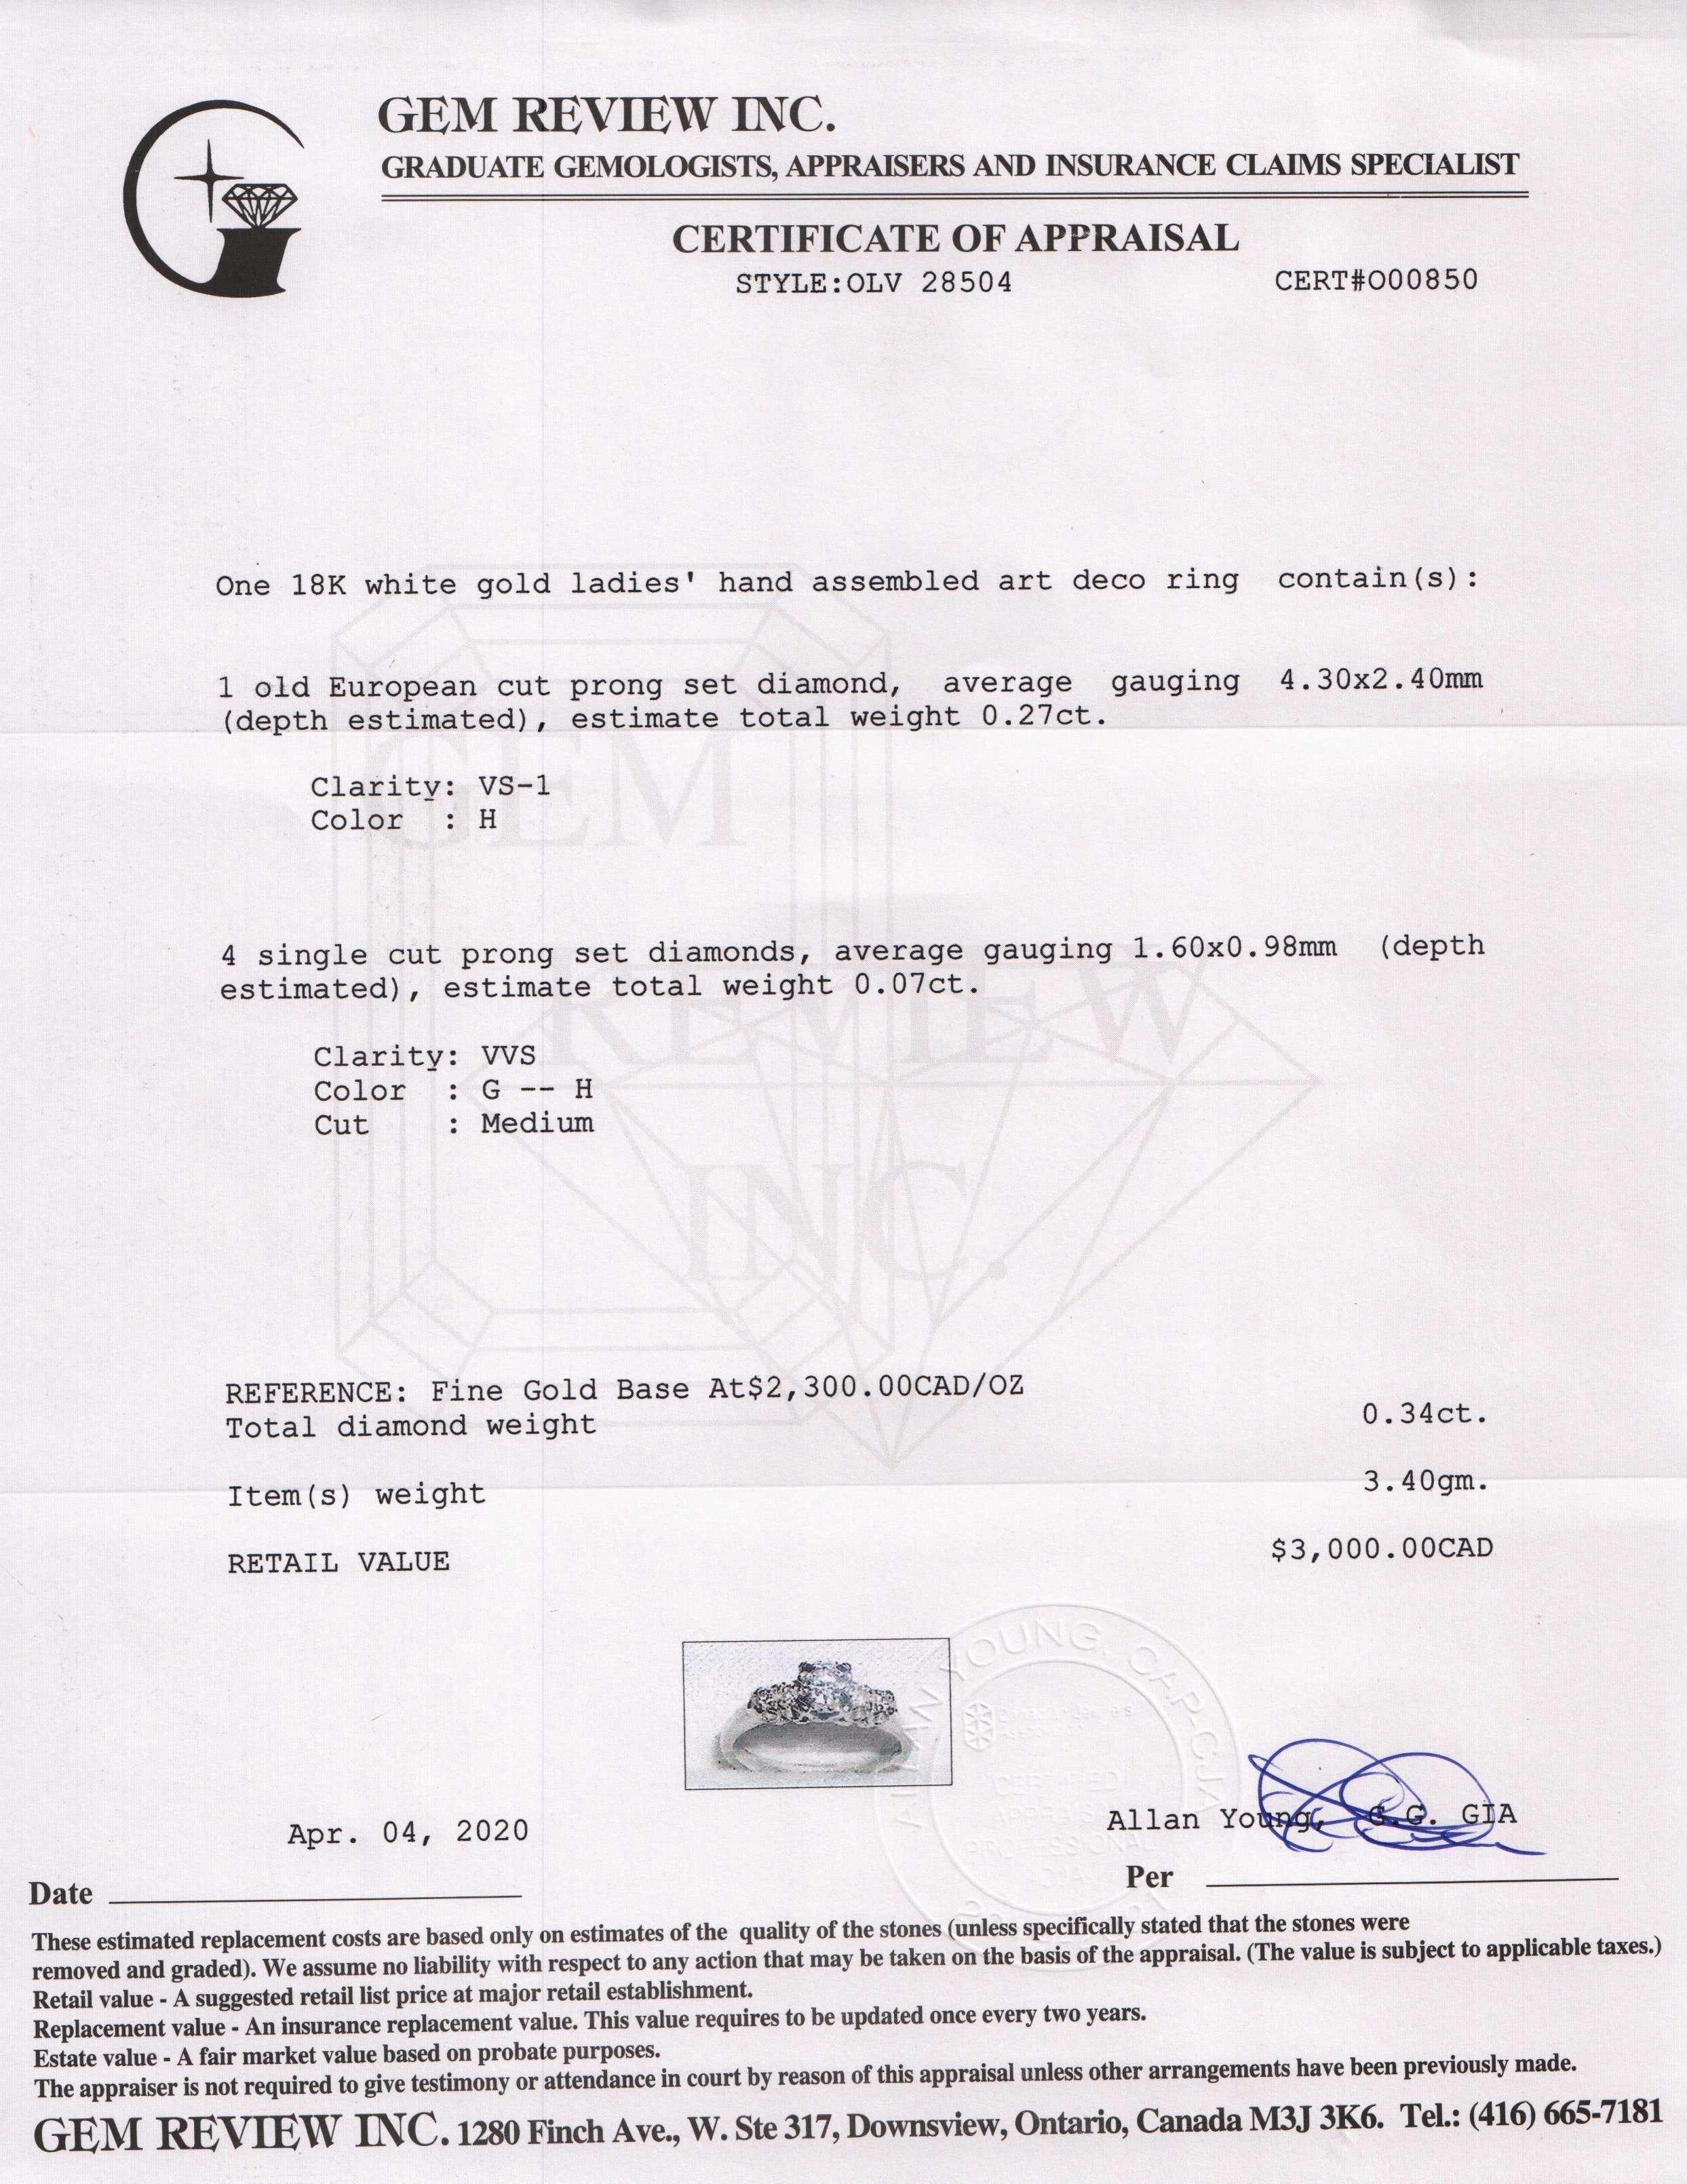 GEM REVIEW INC.
GRADUATE GEMOLOGISTS, APPRAISERS AND INSURANCE CLAIMS SPECIALIST
CERTIFICATE OF APPRAISAL
STYLE:OLV 28504 CERT#O00850
One 18K white gold ladies' hand assembled art deco ring contain(s):
1 old European cut prong set diamond, average gauging 4.30x2.40mm
(depth estimated), estimate total weight 0.27ct.
Clarity: VS-1
Color : H
4 single cut prong set diamonds, average gauging 1.60x0.98mm (depth
estimated), estimate total weight 0.07ct.
Clarity: VVS
Color : G -- H
Cut : Medium
GEM
REVIEW
INC.
REFERENCE: Fine Gold Base At$2,300.00CAD/OZ
Total diamond weight 0.34ct.
Item(s) weight 3.40gm.
RETAIL VALUE $3,000.00CAD
ALLAN YOUNG, CAP-CJA
CERTIFIED
PROFESSIONAL
CJA
Apr. 04, 2020
Allan Young, G.G. GIA
Date
Per
These estimated replacement costs are based only on estimates of the quality of the stones (unless specifically stated that the stones were
removed and graded). We assume no liability with respect to any action that may be taken on the basis of the appraisal. (The value is subject to applicable taxes.)
Retail value - A suggested retail list price at major retail establishment.
Replacement value - An insurance replacement value. This value requires to be updated once every two years.
Estate value - A fair market value based on probate purposes.
The appraiser is not required to give testimony or attendance in court by reason of this appraisal unless other arrangements have been previously made.
GEM REVIEW INC. 1280 Finch Ave., W. Ste 317, Downsview, Ontario, Canada M3J 3K6. Tel.: (416) 665-7181